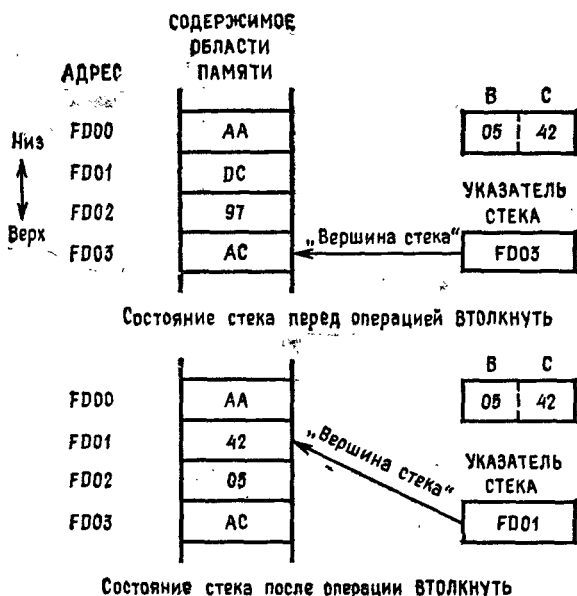 СОДЕРЖИМОЕ
ОБЛАСТИ
ПАМЯТИ
АДРЕС
B C
FD00 AA 05 42
Низ
FD01 DC
УКАЗАТЕЛЬ
СТЕКА
FD02 97
Верх
„Вершина стека“
FD03 AC FD03
Состояние стека перед операцией ВТОЛКНУТЬ
B C
FD00 AA 05 42
FD01 42
„Вершина стека“
УКАЗАТЕЛЬ
СТЕКА
FD02 05
FD03 AC FD01
Состояние стека после операции ВТОЛКНУТЬ